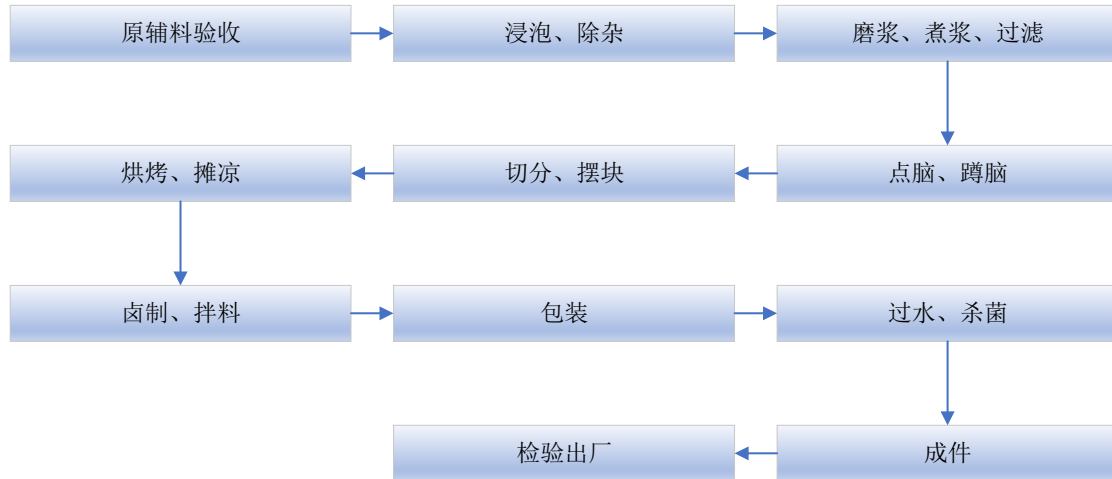 原辅料验收
浸泡、除杂
磨浆、煮浆、过滤
点脑、蹲脑
切分、摆块
烘烤、摊凉
卤制、拌料
包装
过水、杀菌
成件
检验出厂